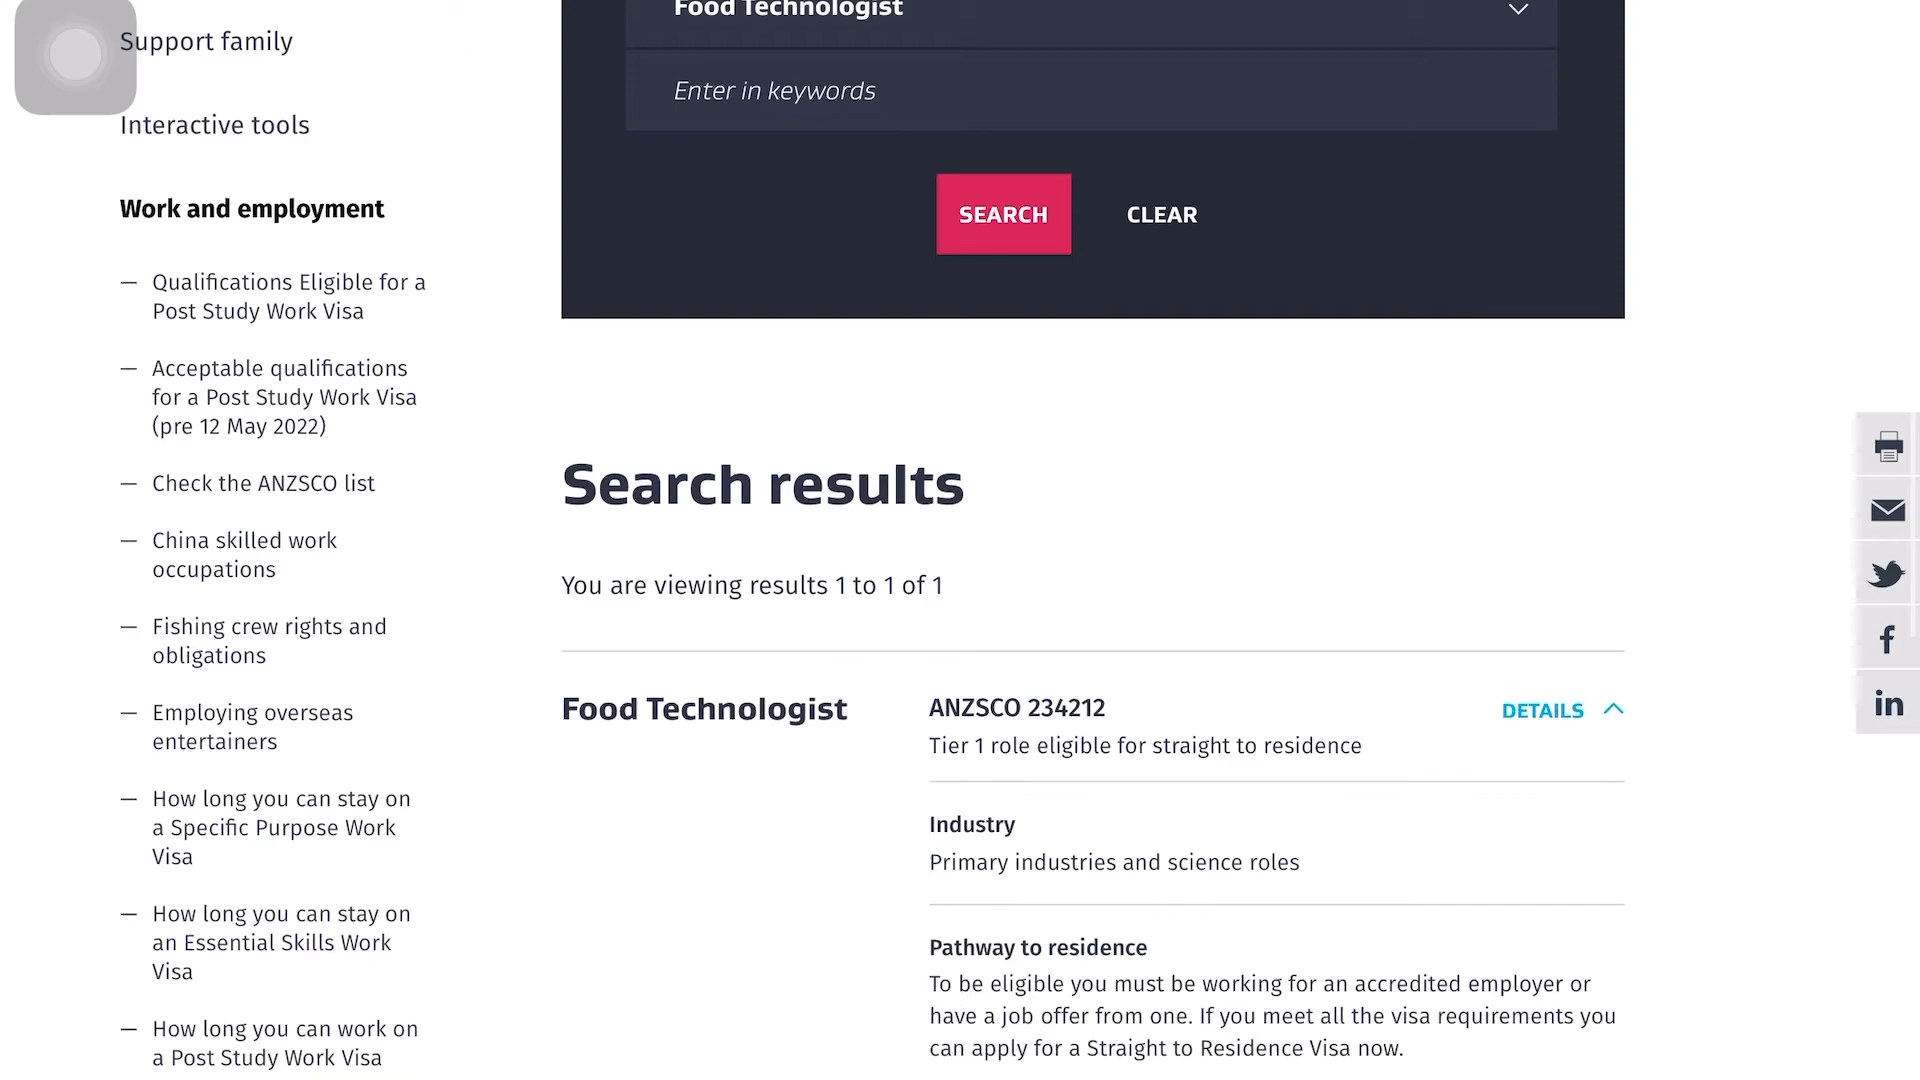 Support family
Interactive tools
Work and employment
— Qualifications Eligible for a
Post Study Work Visa
— Acceptable qualifications
for a Post Study Work Visa
(pre 12 May 2022)
— Check the ANZSCO list
— China skilled work
occupations
— Fishing crew rights and
obligations
— Employing overseas
entertainers
— How long you can stay on
a Specific Purpose Work
Visa
— How long you can stay on
an Essential Skills Work
Visa
— How long you can work on
a Post Study Work Visa
Food Technologist
Enter in keywords
SEARCH
CLEAR
Search results
You are viewing results 1 to 1 of 1
Food Technologist
ANZSCO 234212
DETAILS
Tier 1 role eligible for straight to residence
Industry
Primary industries and science roles
Pathway to residence
To be eligible you must be working for an accredited employer or
have a job offer from one. If you meet all the visa requirements you
can apply for a Straight to Residence Visa now.
f
in